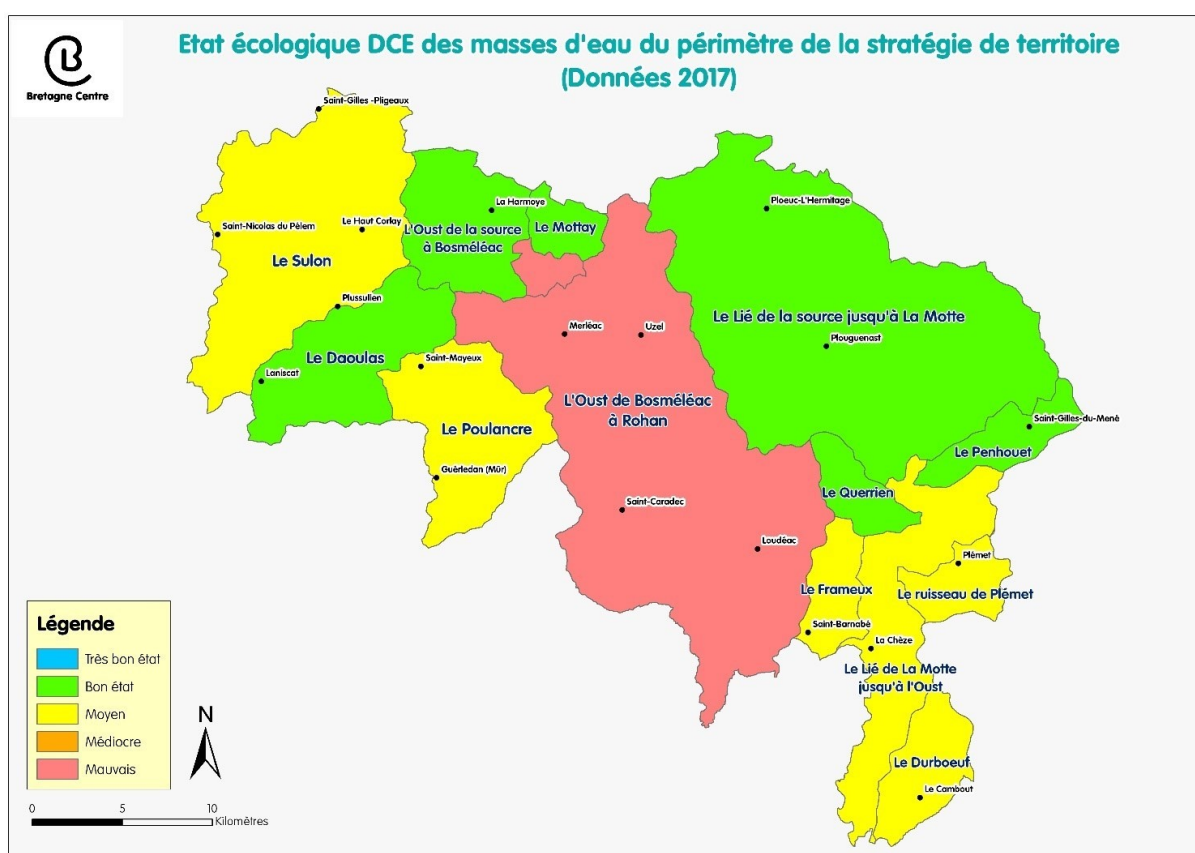 Etat écologique DCE des masses d'eau du périmètre de la stratégie de territoire
(Données 2017)
Bretagne Centre
Saint-Gilles -Pligeaux
La Harmoye
Ploeuc-L'Hermitage
Saint-Nicolas du Pèlem
Le Haut Corlay
L'Oust de la source
à Bosméléac
Le Mottay
Le Sulon
Plussulien
Le Lié de la source jusqu'à La Motte
Merléac
Uzel
Plouguenast
Le Daoulas
Saint-Mayeux
Laniscat
L'Oust de Bosméléac
à Rohan
Saint-Gilles-du-Mené
Le Poulancre
Le Penhouet
Guèrledan (Mûr)
Le Querrien
Saint-Caradec
Loudéac
Plémet
Le Frameux
Le ruisseau de Plémet
Saint-Barnabé
La Chèze
Le Lié de La Motte
jusqu'à l'Oust
Le Durboeuf
Le Cambout
Légende
Très bon état
Bon état
Moyen
Médiocre
Mauvais
N
0 5 10
Kilomètres